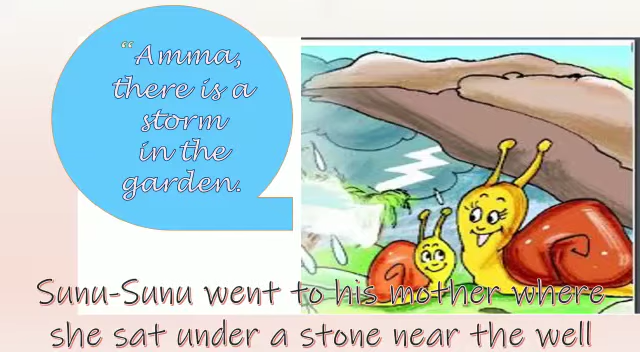 “Amma,
there is a
storm
in the
garden.
Sunu-Sunu went to his mother where
she sat under a stone near the well